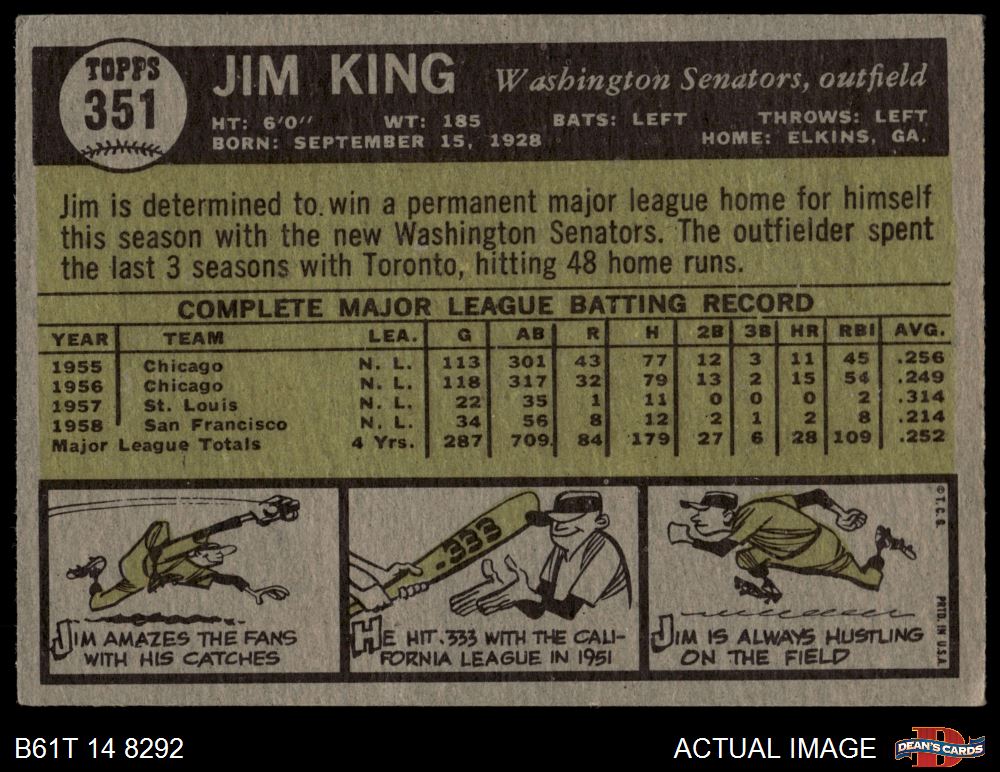 TOPPS
351
JIM KING Washington Senators, outfield
HT: 6'0" WT: 185 BATS: LEFT THROWS: LEFT
BORN: SEPTEMBER 15, 1928 HOME: ELKINS, GA.
Jim is determined to win a permanent major league home for himself
this season with the new Washington Senators. The outfielder spent
the last 3 seasons with Toronto, hitting 48 home runs.
COMPLETE MAJOR LEAGUE BATTING RECORD
YEAR TEAM LEA. G AB R H 2B 3B HR RBI AVG.
1955 Chicago N. L. 113 301 43 77 12 3 11 45 .256
1956 Chicago N. L. 118 317 32 79 13 2 15 54 .249
1957 St. Louis N. L. 22 35 1 11 0 0 0 2 .314
1958 San Francisco N. L. 34 56 8 12 2 1 2 8 .214
Major League Totals 4 Yrs. 287 709 84 179 27 6 28 109 .252
.333
JIM AMAZES THE FANS
WITH HIS CATCHES
HE HIT .333 WITH THE CALI-
FORNIA LEAGUE IN 1951
JIM IS ALWAYS HUSTLING
ON THE FIELD
© T. C. G.
PRTD. IN U.S.A.
B61T 14 8292 ACTUAL IMAGE
D
DEAN'S CARDS